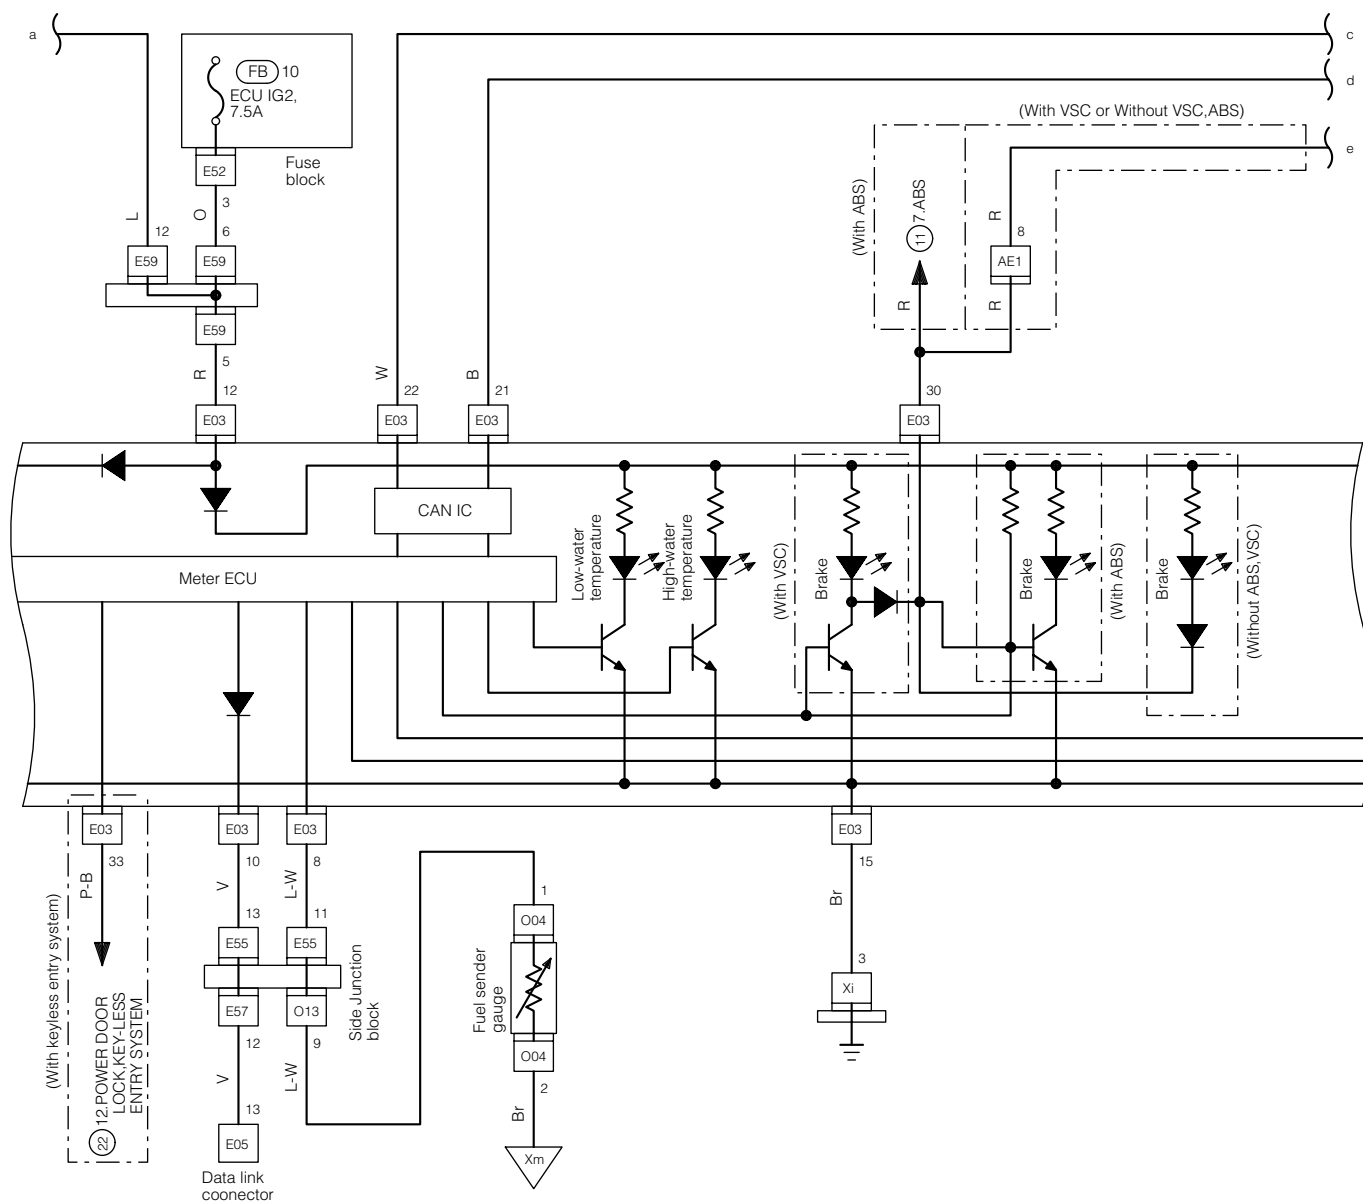 a
c
d
e
FB 10
ECU IG2,
7.5A
Fuse
block
E52
3
O
6
L
12
E59
E59
E59
5
R
12
E03
W
22
E03
B
21
E03
(With VSC or Without VSC,ABS)
(With ABS)
11 7.ABS
R
R
8
AE1
R
30
E03
CAN IC
Meter ECU
Low-water
temperature
High-water
temperature
(With VSC)
Brake
Brake
(With ABS)
Brake
(Without ABS,VSC)
(With keyless entry system)
E03
33
P-B
22 12.POWER DOOR
LOCK,KEY-LESS
ENTRY SYSTEM
E03
10
V
13
E55
E57
12
V
13
E05
Data link
coonector
E03
8
L-W
11
E55
O13
9
L-W
Side Junction
block
1
O04
Fuel sender
gauge
O04
2
Br
Xm
E03
15
Br
3
Xi